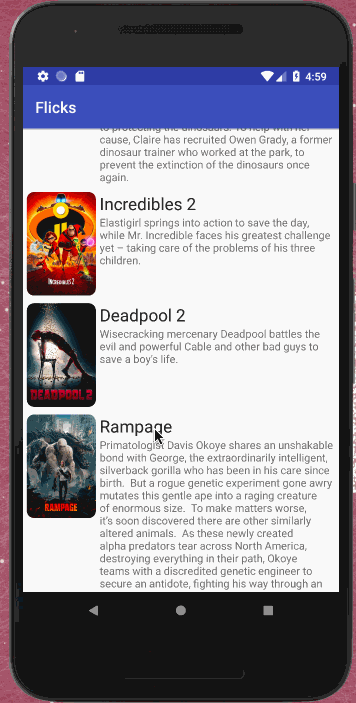 4:59
Flicks
to protecting the dinosaurs. To help with her
cause, Claire has recruited Owen Grady, a former
dinosaur trainer who worked at the park, to
prevent the extinction of the dinosaurs once
again.
Incredibles 2
Elastigirl springs into action to save the day,
while Mr. Incredible faces his greatest challenge
yet – taking care of the problems of his three
children.
INCREDIBLES 2
Deadpool 2
Wisecracking mercenary Deadpool battles the
evil and powerful Cable and other bad guys to
save a boy's life.
DEADPOOL 2
Rampage
Primatologist Davis Okoye shares an unshakable
bond with George, the extraordinarily intelligent,
silverback gorilla who has been in his care since
birth.  But a rogue genetic experiment gone awry
mutates this gentle ape into a raging creature
of enormous size.  To make matters worse,
it's soon discovered there are other similarly
altered animals.  As these newly created
alpha predators tear across North America,
destroying everything in their path, Okoye
teams with a discredited genetic engineer to
secure an antidote, fighting his way through an
RAMPAGE